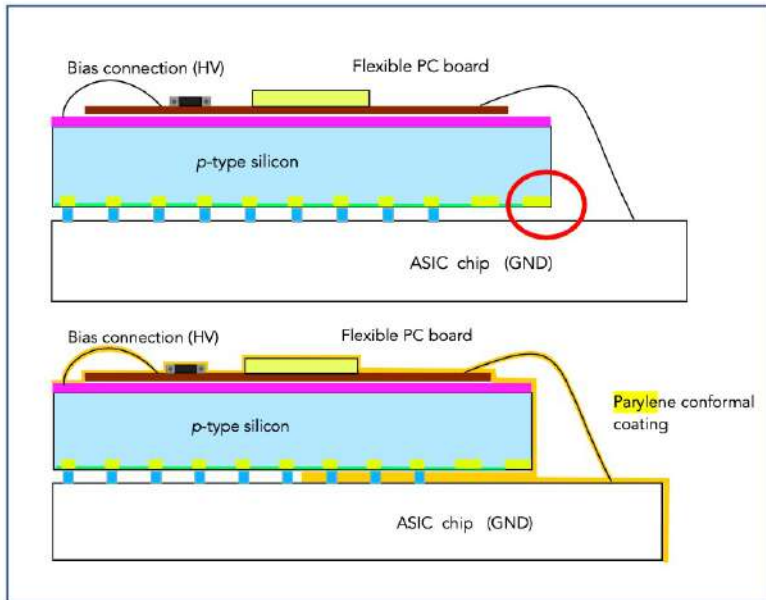 Bias connection (HV)
Flexible PC board
p-type silicon
ASIC chip (GND)
Bias connection (HV)
Flexible PC board
Parylene conformal
coating
p-type silicon
ASIC chip (GND)